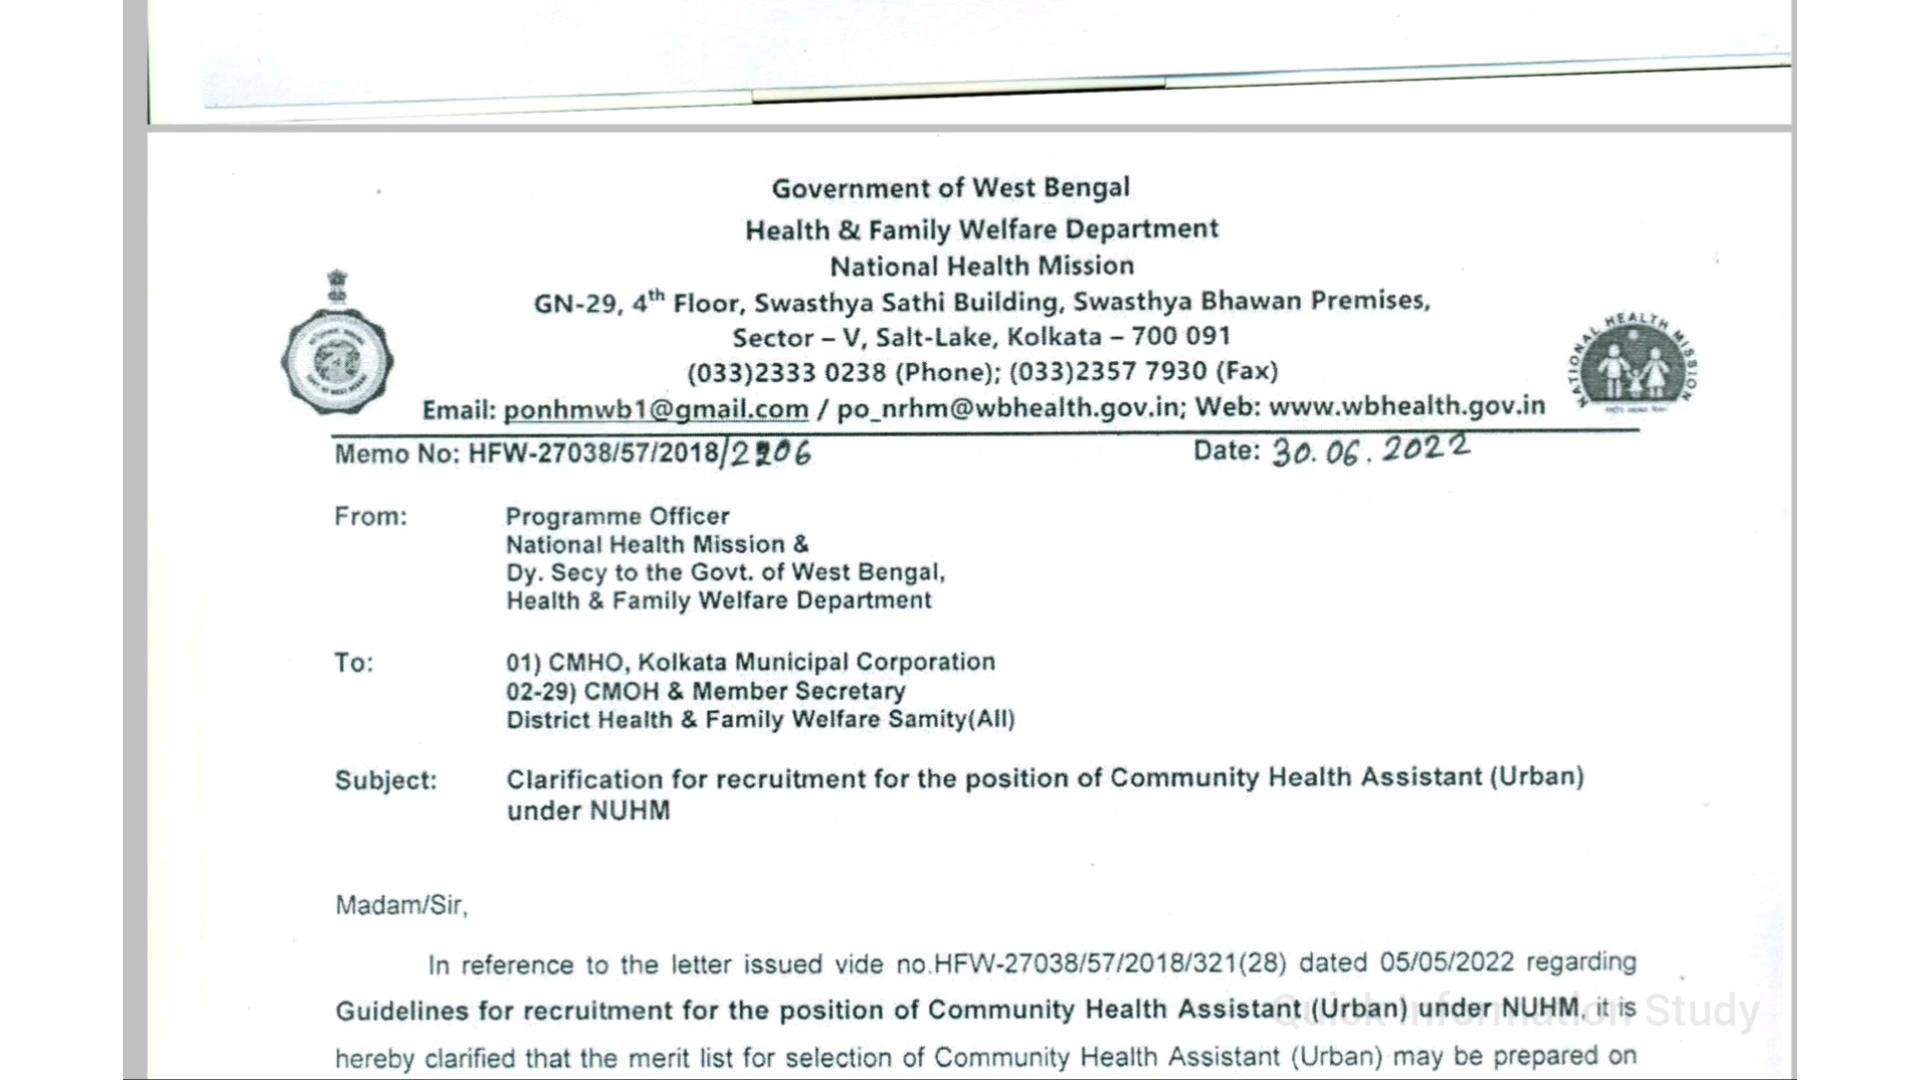 Government of West Bengal
Health & Family Welfare Department
National Health Mission
GN-29, 4th Floor, Swasthya Sathi Building, Swasthya Bhawan Premises,
Sector – V, Salt-Lake, Kolkata – 700 091
(033)2333 0238 (Phone); (033)2357 7930 (Fax)
NATIONAL HEALTH MISSION
Email: ponhmwb1@gmail.com / po_nrhm@wbhealth.gov.in; Web: www.wbhealth.gov.in
Memo No: HFW-27038/57/2018/2206 Date: 30.06.2022
From: Programme Officer
National Health Mission &
Dy. Secy to the Govt. of West Bengal,
Health & Family Welfare Department
To: 01) CMHO, Kolkata Municipal Corporation
02-29) CMOH & Member Secretary
District Health & Family Welfare Samity(All)
Subject: Clarification for recruitment for the position of Community Health Assistant (Urban)
under NUHM
Madam/Sir,
In reference to the letter issued vide no.HFW-27038/57/2018/321(28) dated 05/05/2022 regarding
Guidelines for recruitment for the position of Community Health Assistant (Urban) under NUHM, it is
hereby clarified that the merit list for selection of Community Health Assistant (Urban) may be prepared on
Quick Information Study